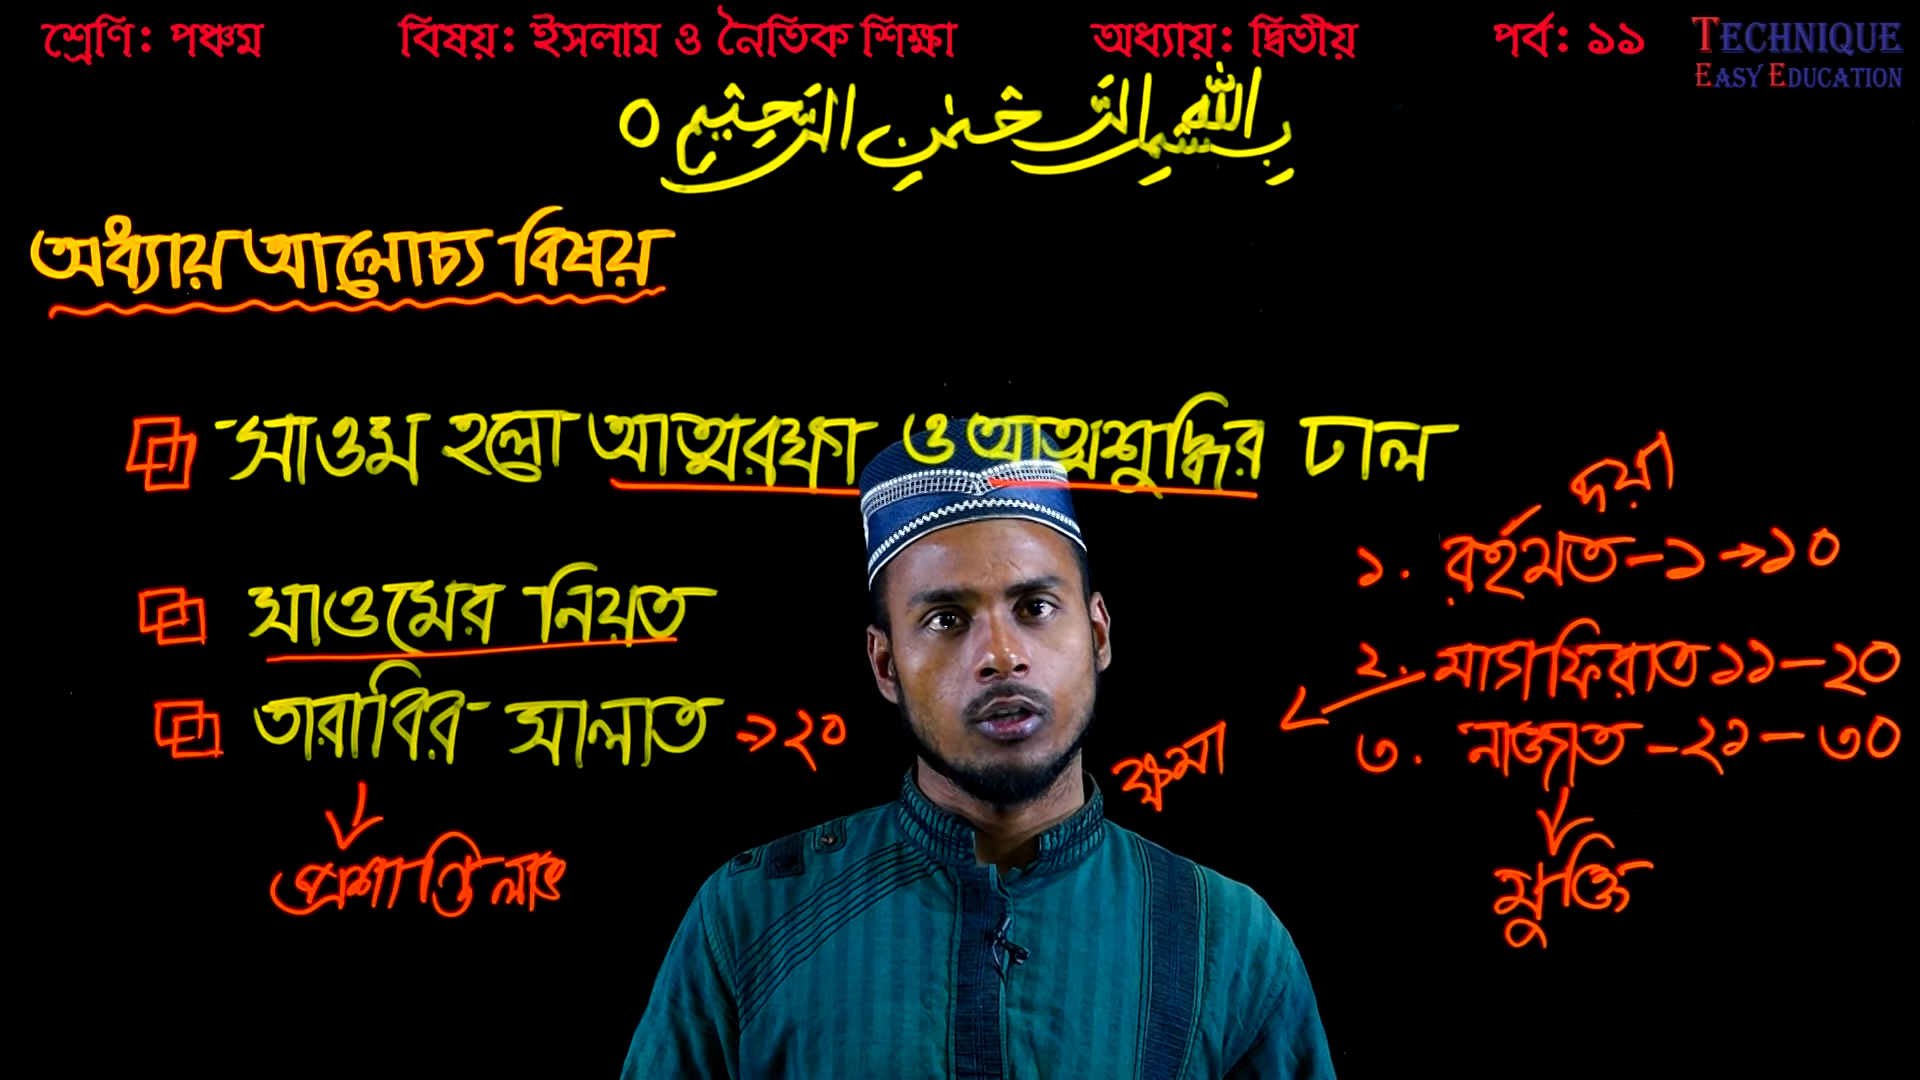 শ্রেণি: পঞ্চম বিষয়: ইসলাম ও নৈতিক শিক্ষা অধ্যায়: দ্বিতীয় পর্ব: ১১ TECHNIQUE
EASY EDUCATION
بِسْمِ اللّٰهِ الرَّحْمٰنِ الرَّحِيْمِ ○
অধ্যায় আলোচ্য বিষয়
সাওম হলো আত্মরক্ষা ও আত্মশুদ্ধির ঢাল
সাওমের নিয়ত
তারাবির সালাত → ২০
প্রশান্তি লাভ
দয়া
১. রহমত - ১ → ১০
২. মাগফিরাত ১১ - ২০
ক্ষমা
৩. নাজাত - ২১ - ৩০
মুক্তি